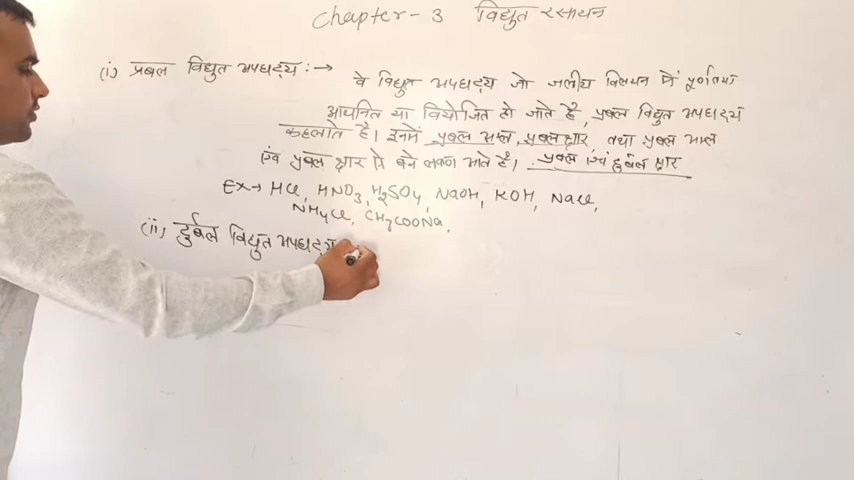 Chapter-3 विद्युत रसायन
(i) प्रबल विद्युत अपघट्य :→ वे विद्युत अपघट्य जो जलीय विलयन में पूर्णतया
आयनित या वियोजित हो जाते है, प्रबल विद्युत अपघट्य
कहलाते है। इनमें प्रबल अम्ल, प्रबल क्षार, तथा प्रबल अम्ल
एंव प्रबल क्षार से बने लवण आते है। प्रबल एंव दुर्बल क्षार
Ex→ HCl, HNO3, H2SO4, NaOH, KOH, NaCl,
NH4Cl, CH3COONa,
(ii) दुर्बल विद्युत अपघट्य